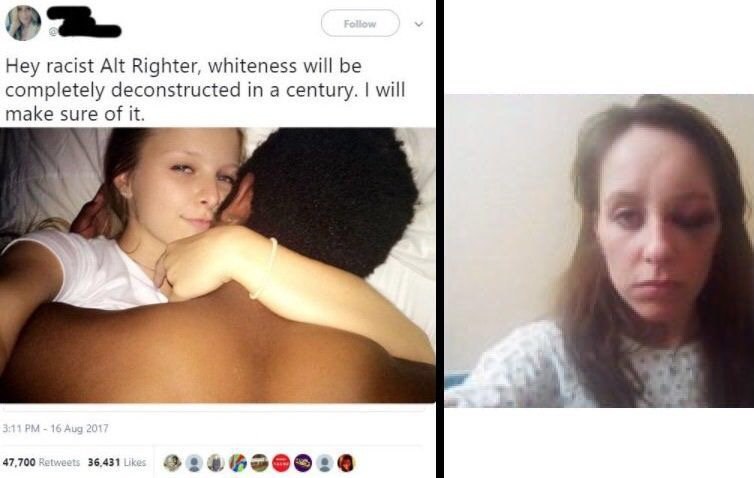 @
Follow
Hey racist Alt Righter, whiteness will be
completely deconstructed in a century. I will
make sure of it.
3:11 PM - 16 Aug 2017
47,700 Retweets 36,431 Likes